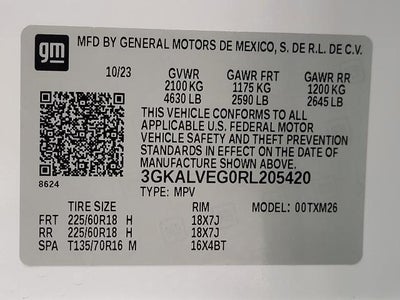 gm MFD BY GENERAL MOTORS DE MEXICO, S. DE R.L. DE C.V.
10/23 GVWR GAWR FRT GAWR RR
2100 KG 1175 KG 1200 KG
4630 LB 2590 LB 2645 LB
THIS VEHICLE CONFORMS TO ALL
APPLICABLE U.S. FEDERAL MOTOR
VEHICLE SAFETY AND THEFT PREVENTION
STANDARDS IN EFFECT ON THE DATE OF
MANUFACTURE SHOWN ABOVE.
3GKALVEG0RL205420
8624 TYPE: MPV
TIRE SIZE RIM MODEL: 00TXM26
FRT 225/60R18 H 18X7J
RR 225/60R18 H 18X7J
SPA T135/70R16 M 16X4BT